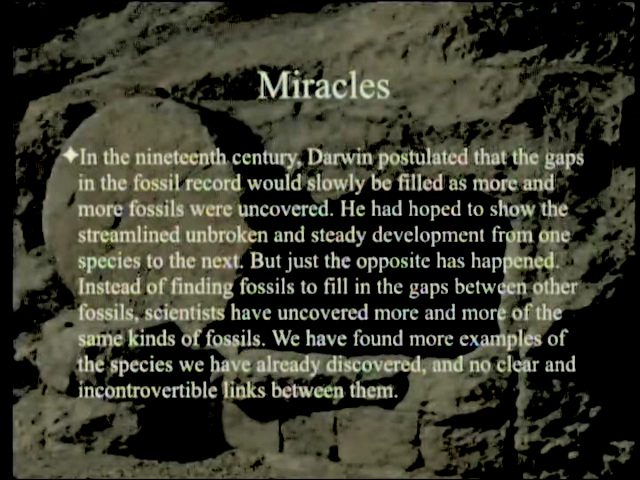 Miracles
✦In the nineteenth century, Darwin postulated that the gaps
in the fossil record would slowly be filled as more and
more fossils were uncovered. He had hoped to show the
streamlined unbroken and steady development from one
species to the next. But just the opposite has happened.
Instead of finding fossils to fill in the gaps between other
fossils, scientists have uncovered more and more of the
same kinds of fossils. We have found more examples of
the species we have already discovered, and no clear and
incontrovertible links between them.